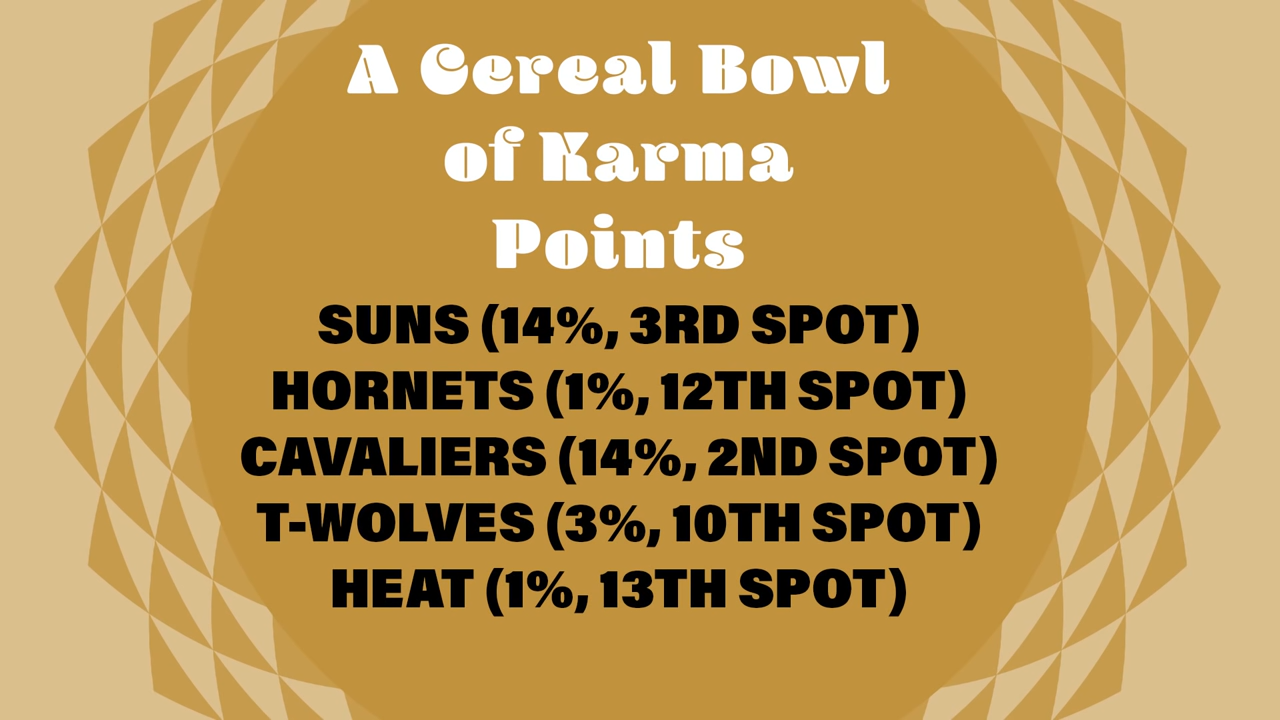 A Cereal Bowl
of Karma
Points
SUNS (14%, 3RD SPOT)
HORNETS (1%, 12TH SPOT)
CAVALIERS (14%, 2ND SPOT)
T-WOLVES (3%, 10TH SPOT)
HEAT (1%, 13TH SPOT)